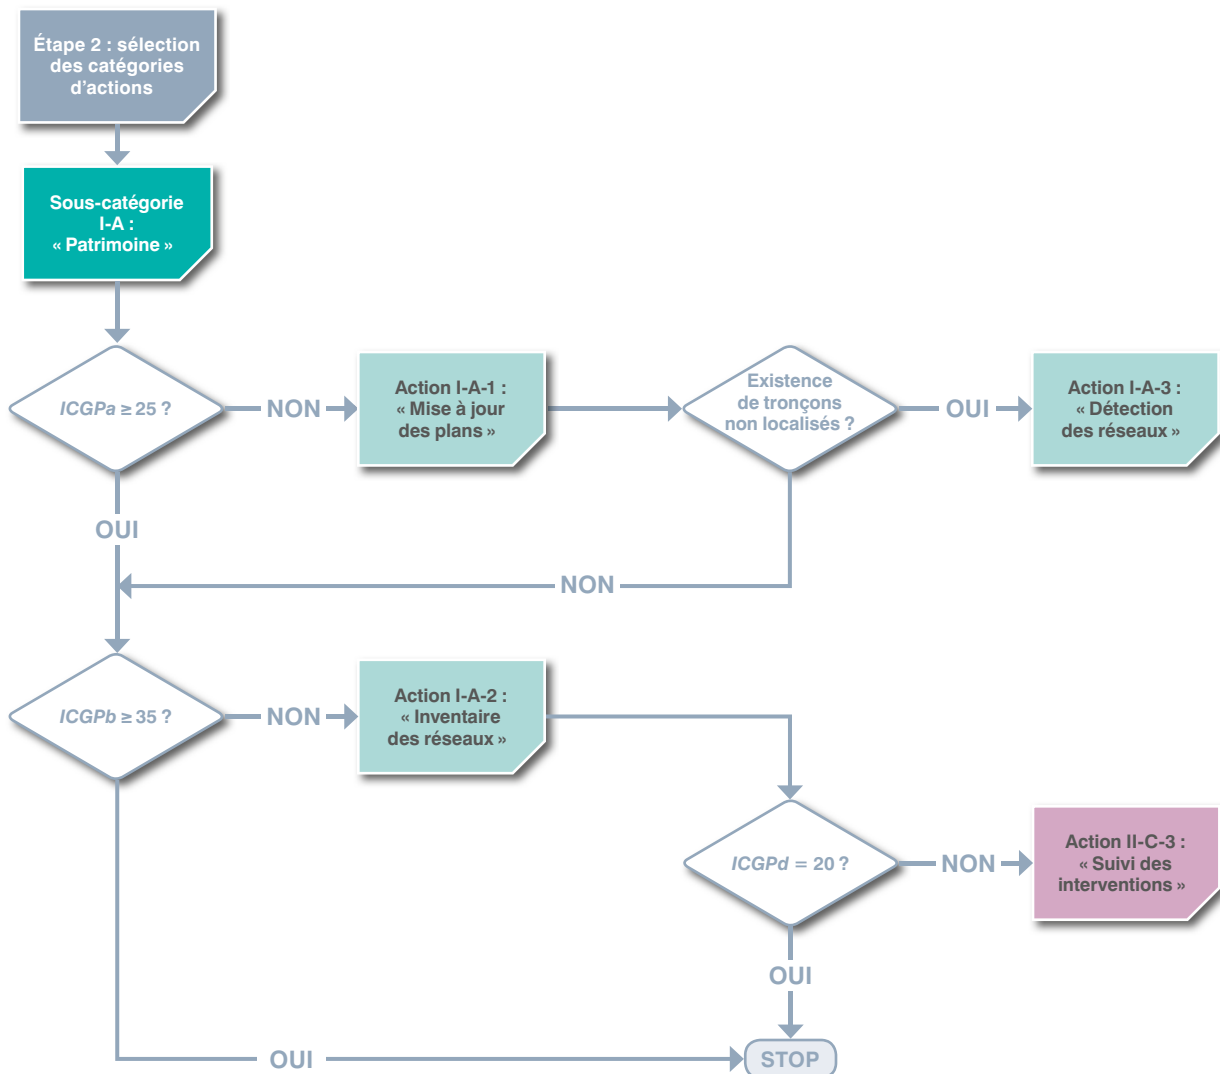 Étape 2 : sélection
des catégories
d’actions
Sous-catégorie
I-A :
« Patrimoine »
ICGPa ≥ 25 ?
NON
Action I-A-1 :
« Mise à jour
des plans »
Existence
de tronçons
non localisés ?
OUI
Action I-A-3 :
« Détection
des réseaux »
OUI
NON
ICGPb ≥ 35 ?
NON
Action I-A-2 :
« Inventaire
des réseaux »
ICGPd = 20 ?
NON
Action II-C-3 :
« Suivi des
interventions »
OUI
OUI
STOP